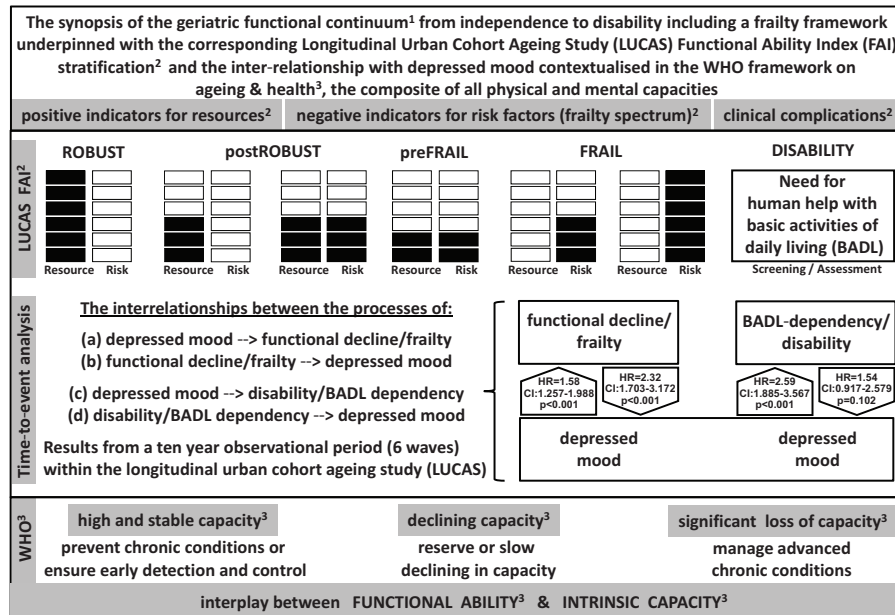 The synopsis of the geriatric functional continuum¹ from independence to disability including a frailty framework
underpinned with the corresponding Longitudinal Urban Cohort Ageing Study (LUCAS) Functional Ability Index (FAI)
stratification² and the inter-relationship with depressed mood contextualised in the WHO framework on
ageing & health³, the composite of all physical and mental capacities
positive indicators for resources² negative indicators for risk factors (frailty spectrum)² clinical complications²
LUCAS FAI²
ROBUST postROBUST preFRAIL FRAIL DISABILITY
Need for
human help with
basic activities of
daily living (BADL)
Resource Risk Resource Risk Resource Risk Resource Risk Resource Risk Resource Risk Screening / Assessment
Time-to-event analysis
The interrelationships between the processes of:
(a) depressed mood --> functional decline/frailty
(b) functional decline/frailty --> depressed mood
(c) depressed mood --> disability/BADL dependency
(d) disability/BADL dependency --> depressed mood
Results from a ten year observational period (6 waves)
within the longitudinal urban cohort ageing study (LUCAS)
functional decline/
frailty
BADL-dependency/
disability
HR=1.58
CI:1.257-1.988
p<0.001
HR=2.32
CI:1.703-3.172
p<0.001
HR=2.59
CI:1.885-3.567
p<0.001
HR=1.54
CI:0.917-2.579
p=0.102
depressed
mood
depressed
mood
WHO³
high and stable capacity³
prevent chronic conditions or
ensure early detection and control
declining capacity³
reserve or slow
declining in capacity
significant loss of capacity³
manage advanced
chronic conditions
interplay between FUNCTIONAL ABILITY³ & INTRINSIC CAPACITY³